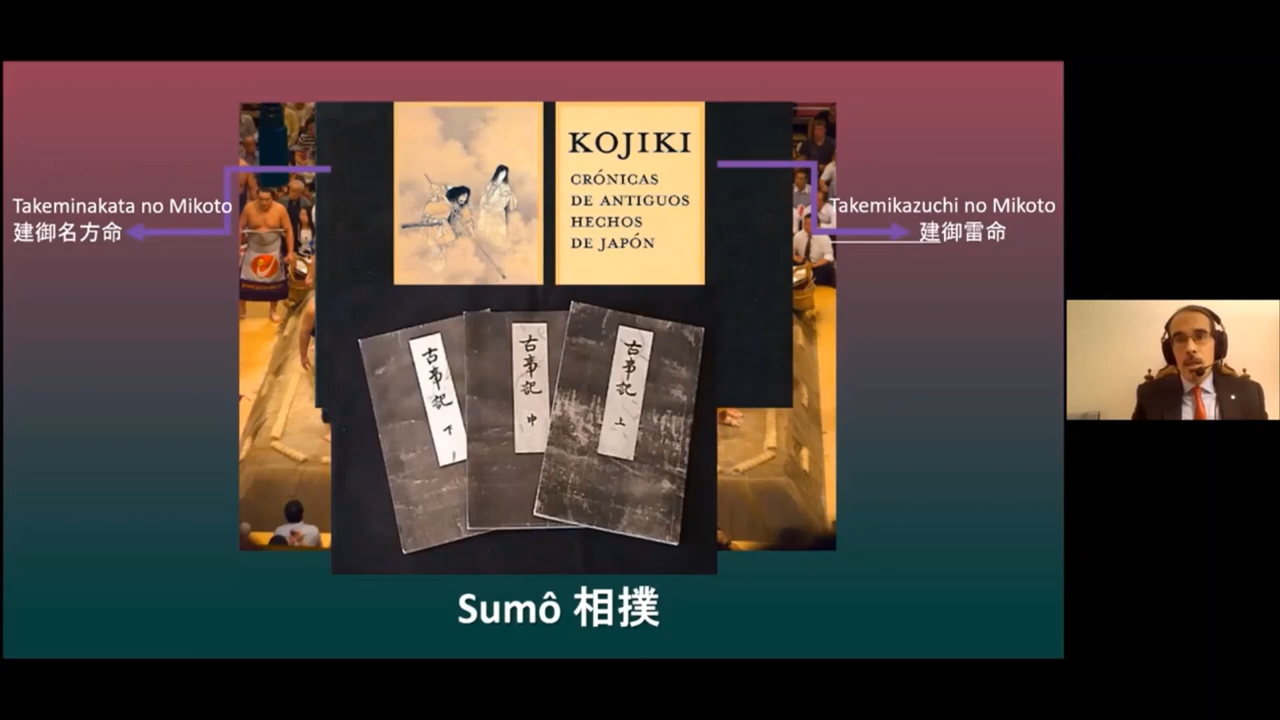 Takeminakata no Mikoto
建御名方命
KOJIKI
CRÓNICAS
DE ANTIGUOS
HECHOS
DE JAPÓN
Takemikazuchi no Mikoto
建御雷命
古事記 下
古事記 中
古事記 上
Sumô 相撲